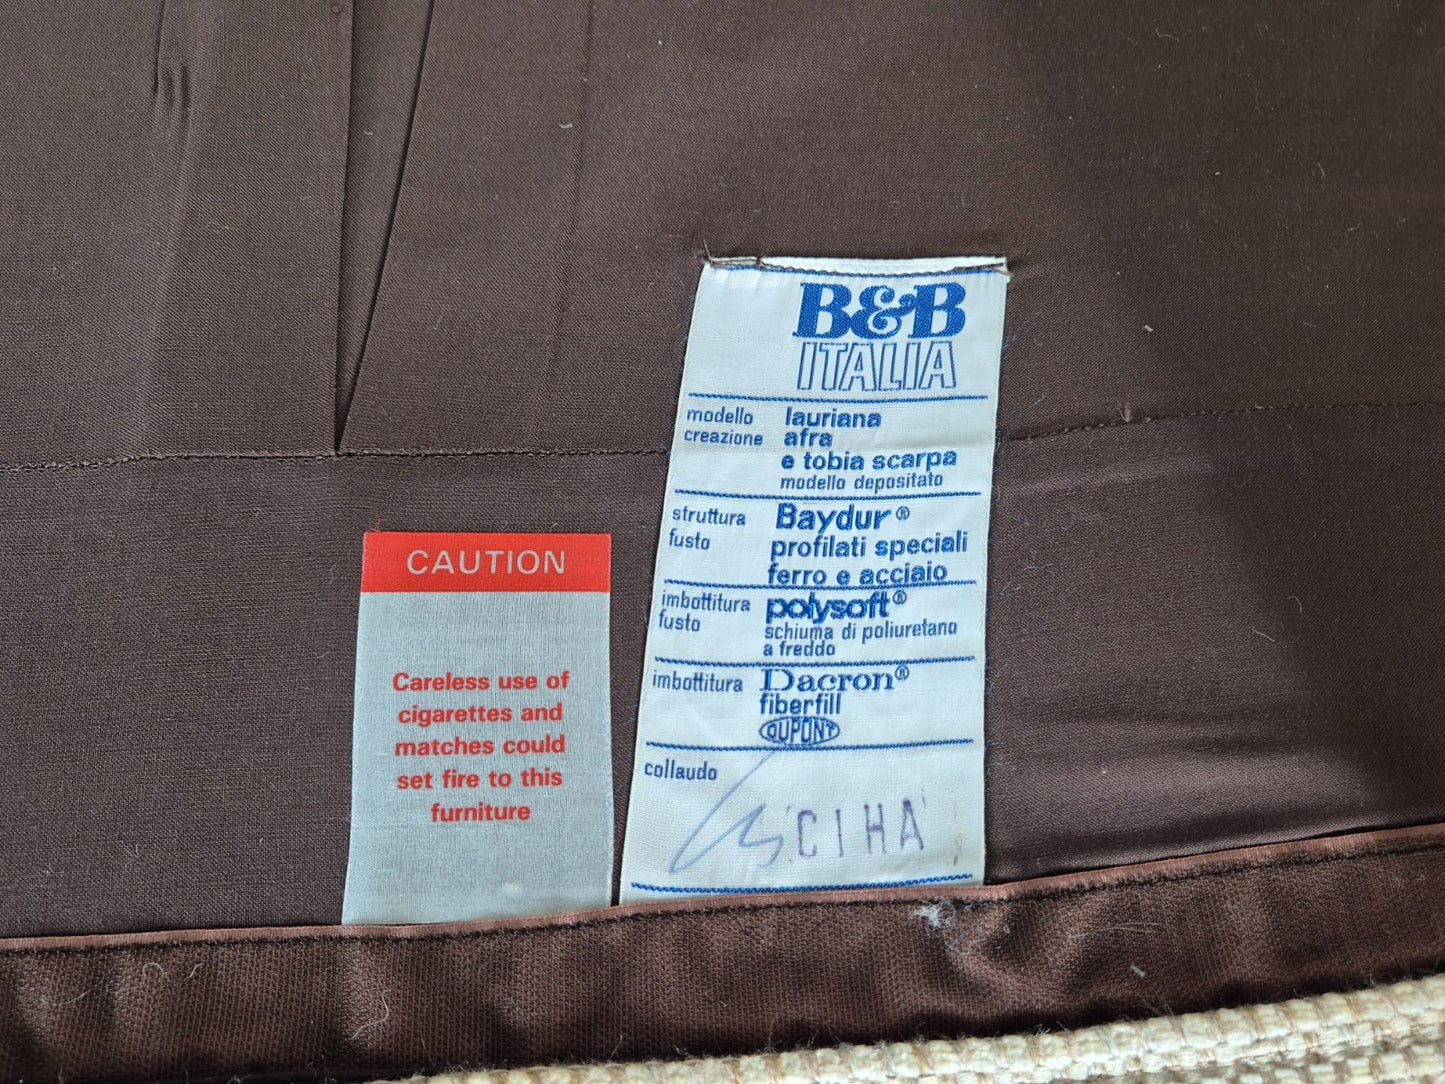 B&B
ITALIA
modello lauriana
creazione afra
e tobia scarpa
modello depositato
struttura Baydur®
fusto profilati speciali
ferro e acciaio
imbottitura polysoft®
fusto schiuma di poliuretano
a freddo
imbottitura Dacron®
fiberfill
DUPONT
collaudo
CIHA
CAUTION
Careless use of
cigarettes and
matches could
set fire to this
furniture